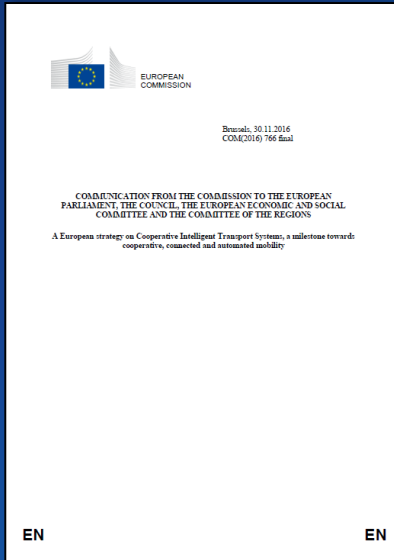 EUROPEAN
COMMISSION
Brussels, 30.11.2016
COM(2016) 766 final
COMMUNICATION FROM THE COMMISSION TO THE EUROPEAN
PARLIAMENT, THE COUNCIL, THE EUROPEAN ECONOMIC AND SOCIAL
COMMITTEE AND THE COMMITTEE OF THE REGIONS
A European strategy on Cooperative Intelligent Transport Systems, a milestone towards
cooperative, connected and automated mobility
EN
EN